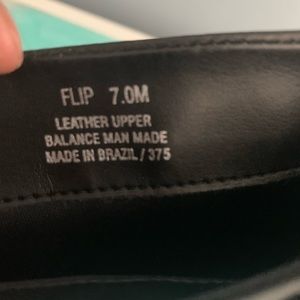 FLIP 7.0M
LEATHER UPPER
BALANCE MAN MADE
MADE IN BRAZIL / 375